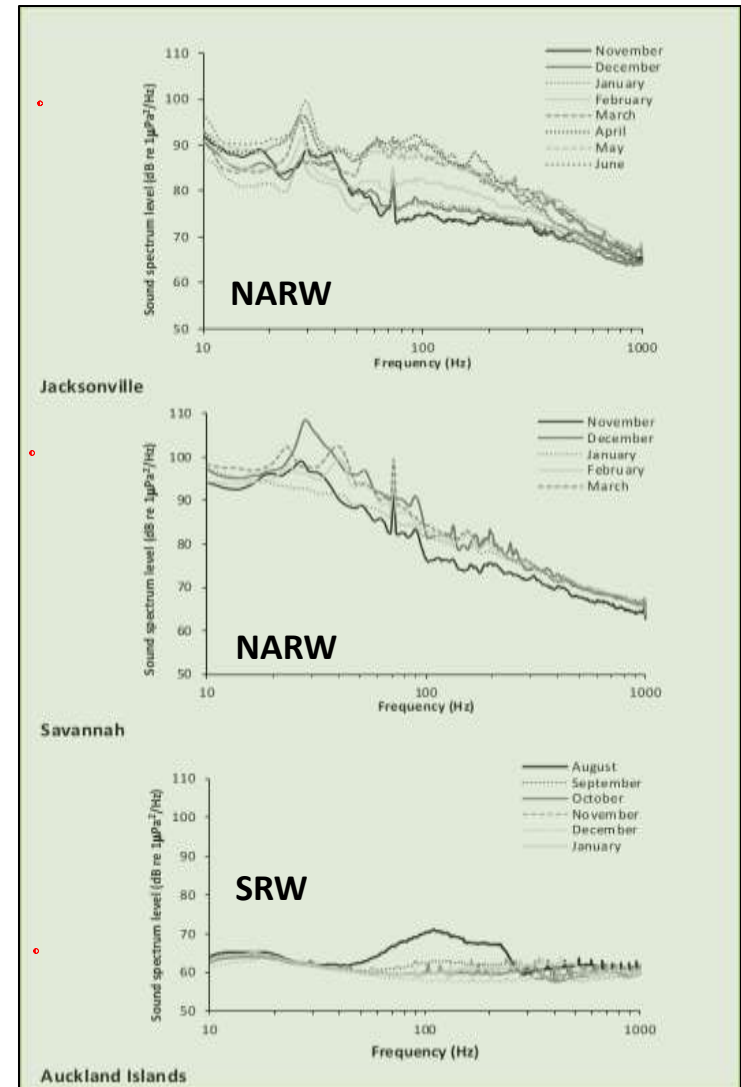 Sound spectrum level (dB re 1µPa²/Hz)
110
100
90
80
70
60
50
November
December
January
February
March
April
May
June
NARW
10
100
1000
Frequency (Hz)
Jacksonville
Sound spectrum level (dB re 1µPa²/Hz)
110
100
90
80
70
60
50
November
December
January
February
March
NARW
10
100
1000
Frequency (Hz)
Savannah
Sound spectrum level (dB re 1µPa²/Hz)
110
100
90
80
70
60
50
August
September
October
November
December
January
SRW
10
100
1000
Frequency (Hz)
Auckland Islands